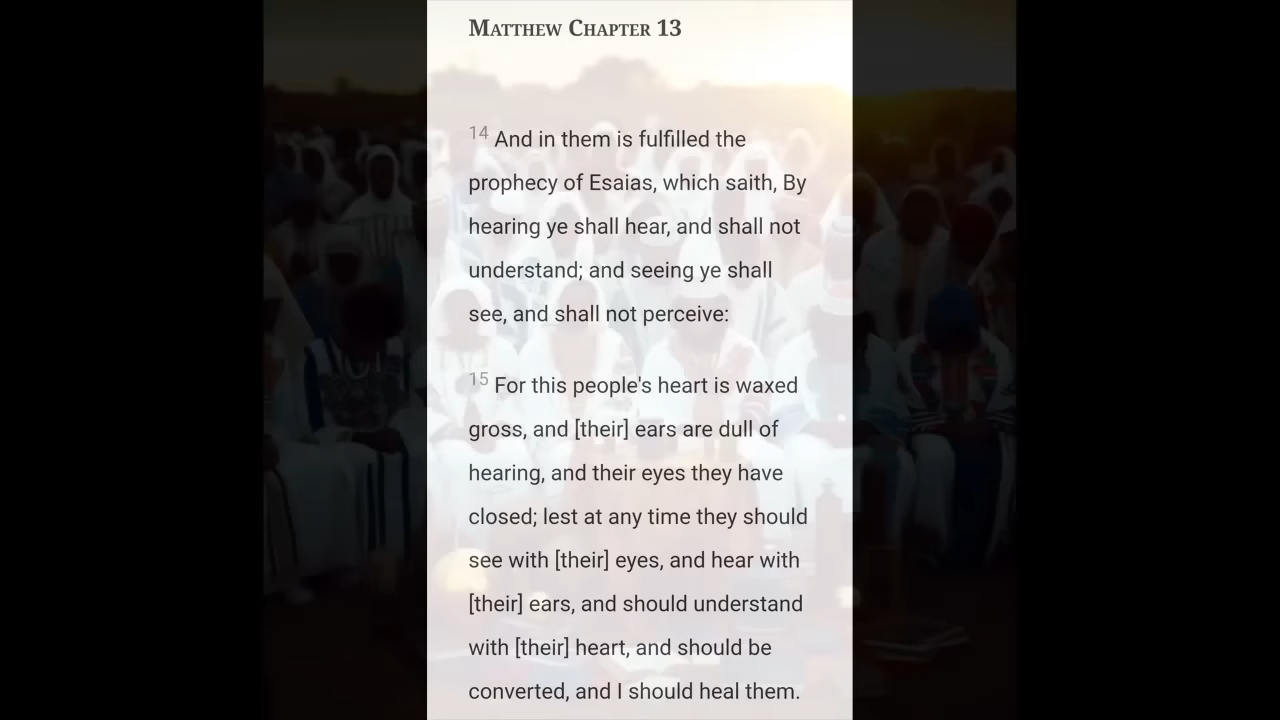 MATTHEW CHAPTER 13
14 And in them is fulfilled the
prophecy of Esaias, which saith, By
hearing ye shall hear, and shall not
understand; and seeing ye shall
see, and shall not perceive:
15 For this people's heart is waxed
gross, and [their] ears are dull of
hearing, and their eyes they have
closed; lest at any time they should
see with [their] eyes, and hear with
[their] ears, and should understand
with [their] heart, and should be
converted, and I should heal them.